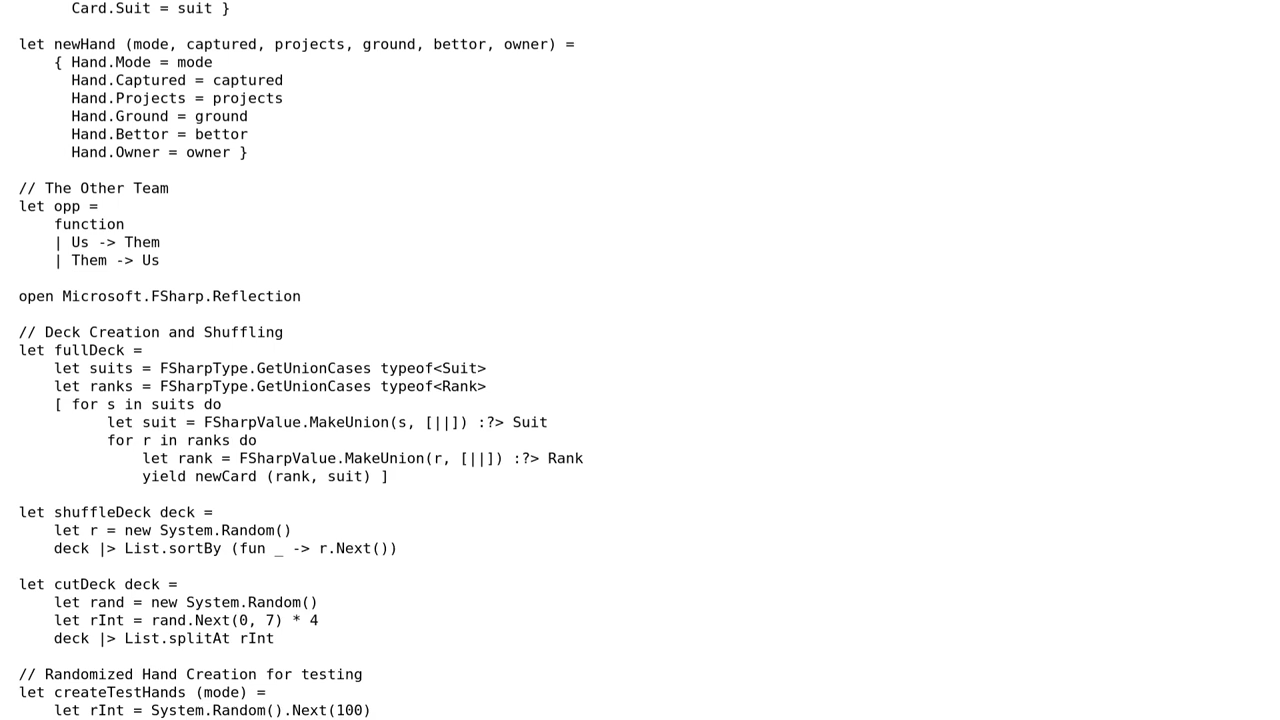 Card.Suit = suit }

let newHand (mode, captured, projects, ground, bettor, owner) =
    { Hand.Mode = mode
      Hand.Captured = captured
      Hand.Projects = projects
      Hand.Ground = ground
      Hand.Bettor = bettor
      Hand.Owner = owner }

// The Other Team
let opp =
    function
    | Us -> Them
    | Them -> Us

open Microsoft.FSharp.Reflection

// Deck Creation and Shuffling
let fullDeck =
    let suits = FSharpType.GetUnionCases typeof<Suit>
    let ranks = FSharpType.GetUnionCases typeof<Rank>
    [ for s in suits do
          let suit = FSharpValue.MakeUnion(s, [||]) :?> Suit
          for r in ranks do
              let rank = FSharpValue.MakeUnion(r, [||]) :?> Rank
              yield newCard (rank, suit) ]

let shuffleDeck deck =
    let r = new System.Random()
    deck |> List.sortBy (fun _ -> r.Next())

let cutDeck deck =
    let rand = new System.Random()
    let rInt = rand.Next(0, 7) * 4
    deck |> List.splitAt rInt

// Randomized Hand Creation for testing
let createTestHands (mode) =
    let rInt = System.Random().Next(100)